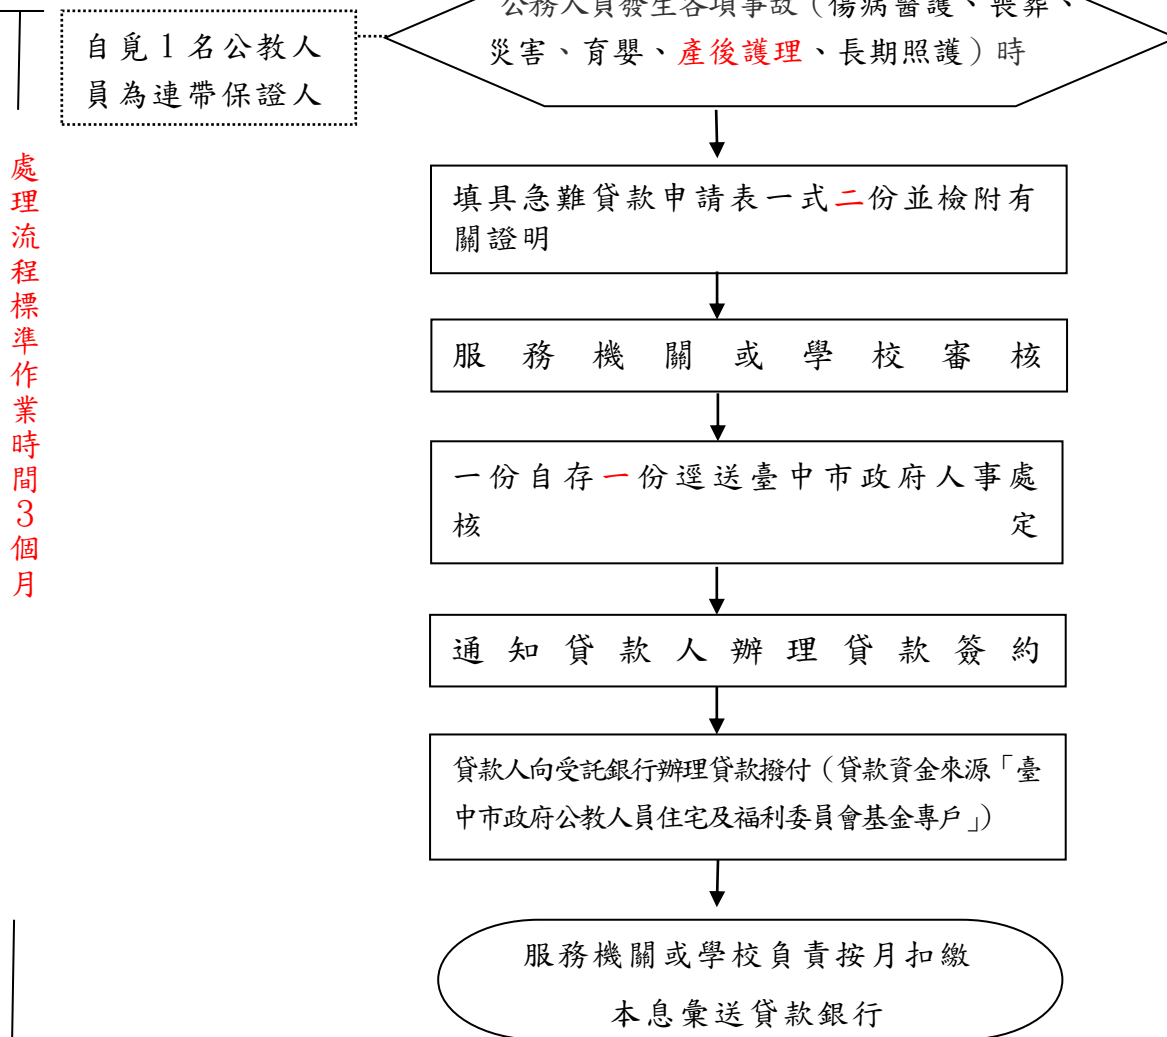 公務人員發生各項事故（傷病醫護、喪葬、
災害、育嬰、產後護理、長期照護）時
自覓1名公教人
員為連帶保證人
處理流程標準作業時間3個月
填具急難貸款申請表一式二份並檢附有
關證明
服務機關或學校審核
一份自存一份逕送臺中市政府人事處
核定
通知貸款人辦理貸款簽約
貸款人向受託銀行辦理貸款撥付（貸款資金來源「臺
中市政府公教人員住宅及福利委員會基金專戶」）
服務機關或學校負責按月扣繳
本息彙送貸款銀行